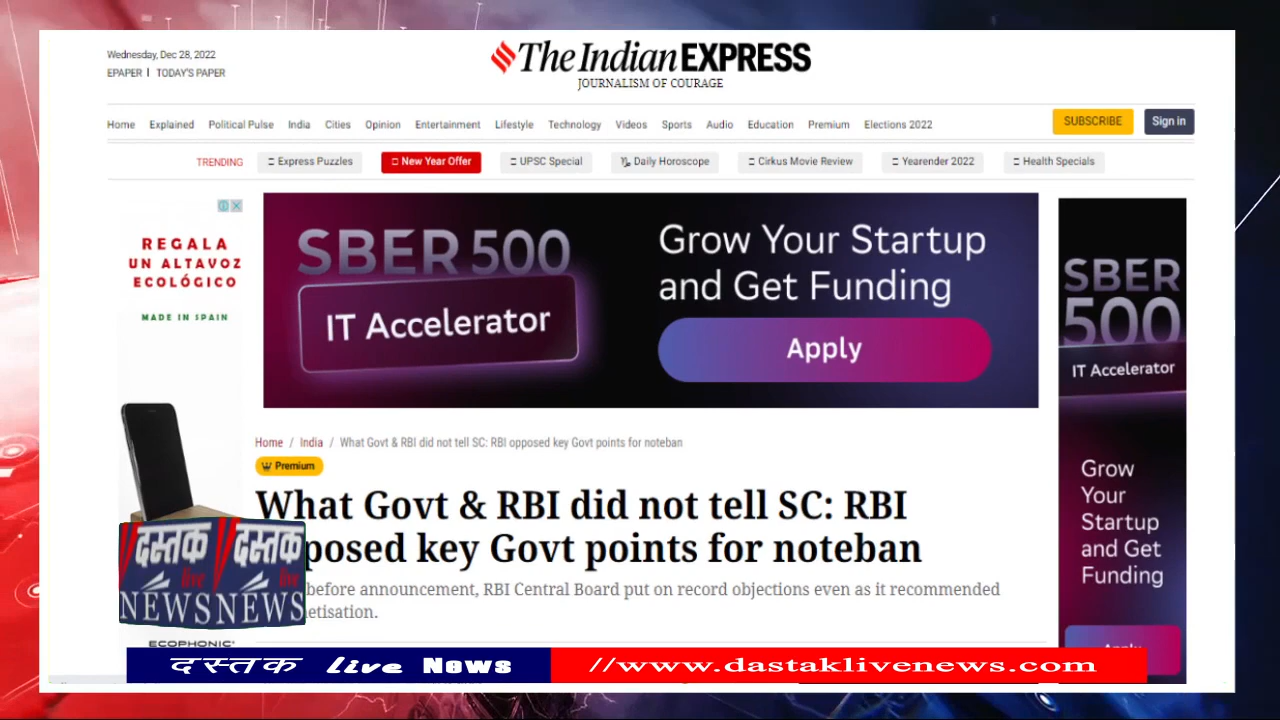 Wednesday, Dec 28, 2022
EPAPER | TODAY'S PAPER
The Indian EXPRESS
JOURNALISM OF COURAGE
Home Explained Political Pulse India Cities Opinion Entertainment Lifestyle Technology Videos Sports Audio Education Premium Elections 2022
SUBSCRIBE Sign in
TRENDING Express Puzzles New Year Offer UPSC Special Daily Horoscope Cirkus Movie Review Yearender 2022 Health Specials
REGALA
UN ALTAVOZ
ECOLÓGICO
MADE IN SPAIN
SBER 500
IT Accelerator
Grow Your Startup
and Get Funding
Apply
SBER
500
IT Accelerator
Grow
Your
Startup
and Get
Funding
Apply
Home / India / What Govt & RBI did not tell SC: RBI opposed key Govt points for noteban
Premium
What Govt & RBI did not tell SC: RBI
posed key Govt points for noteban
before announcement, RBI Central Board put on record objections even as it recommended
etisation.
दस्तक दस्तक
live live
NEWS NEWS
ECOPHONIC
दस्तक live News //www.dastaklivenews.com